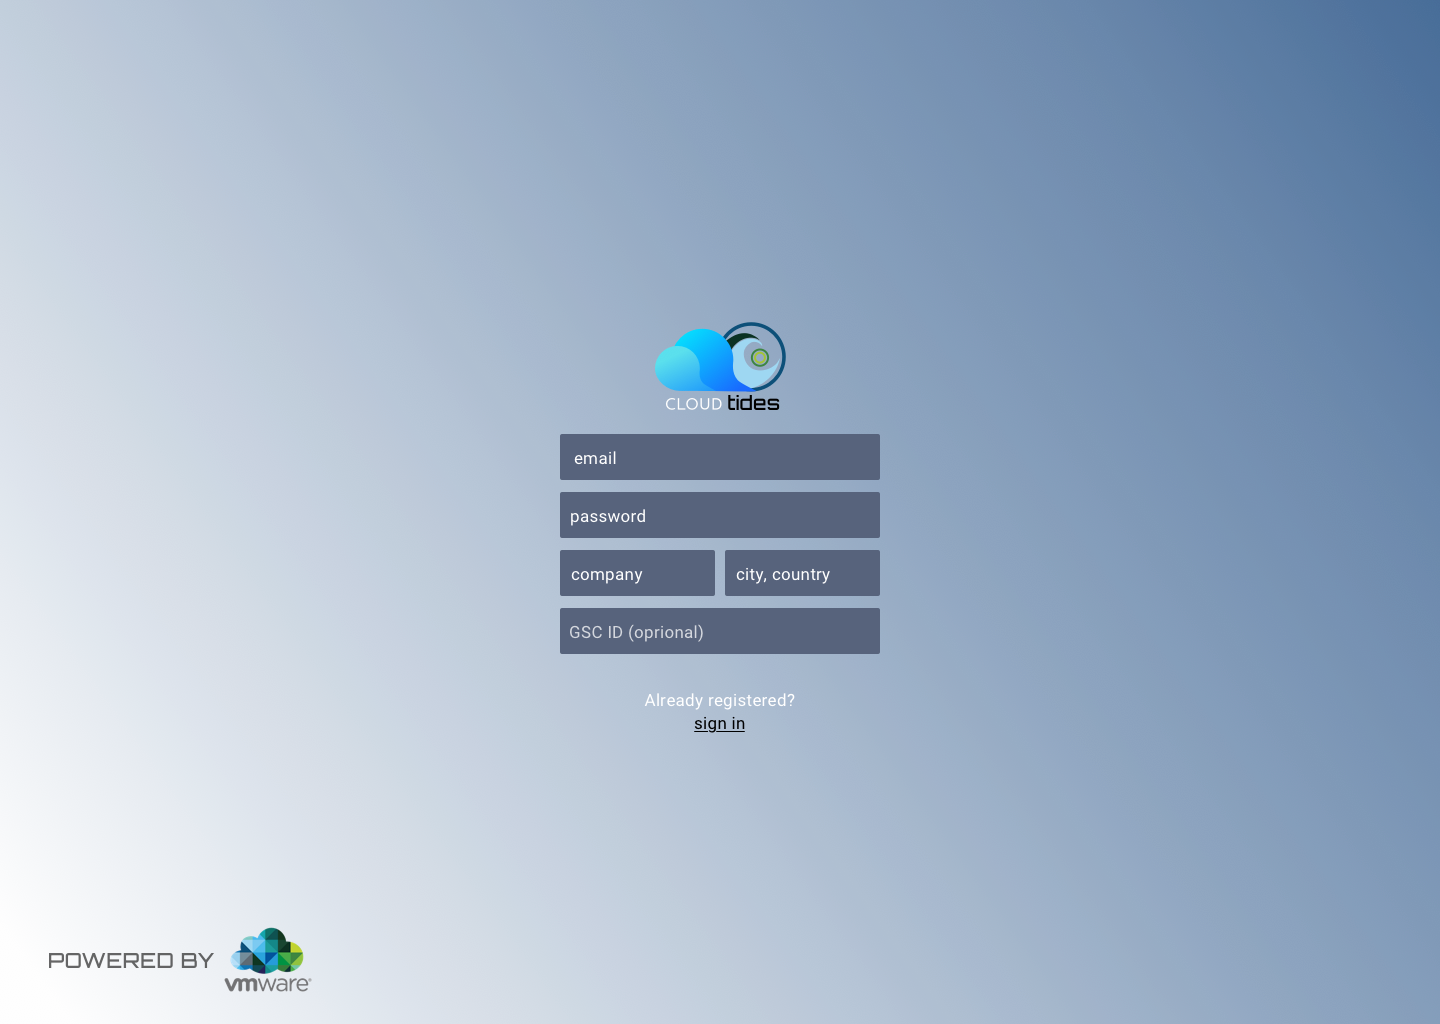 CLOUD tides
email
password
company
city, country
GSC ID (oprional)
Already registered?
sign in
POWERED BY
vmware®